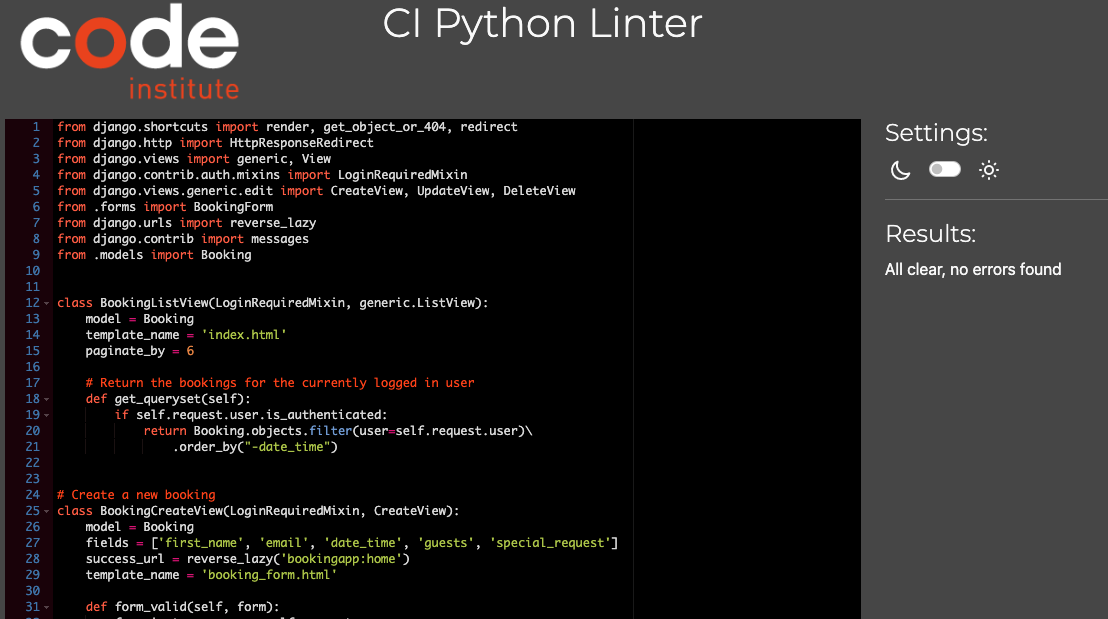 code
institute
CI Python Linter
1 from django.shortcuts import render, get_object_or_404, redirect
2 from django.http import HttpResponseRedirect
3 from django.views import generic, View
4 from django.contrib.auth.mixins import LoginRequiredMixin
5 from django.views.generic.edit import CreateView, UpdateView, DeleteView
6 from .forms import BookingForm
7 from django.urls import reverse_lazy
8 from django.contrib import messages
9 from .models import Booking
10
11
12 class BookingListView(LoginRequiredMixin, generic.ListView):
13     model = Booking
14     template_name = 'index.html'
15     paginate_by = 6
16
17     # Return the bookings for the currently logged in user
18     def get_queryset(self):
19         if self.request.user.is_authenticated:
20             return Booking.objects.filter(user=self.request.user)\
21                 .order_by("-date_time")
22
23
24 # Create a new booking
25 class BookingCreateView(LoginRequiredMixin, CreateView):
26     model = Booking
27     fields = ['first_name', 'email', 'date_time', 'guests', 'special_request']
28     success_url = reverse_lazy('bookingapp:home')
29     template_name = 'booking_form.html'
30
31     def form_valid(self, form):
Settings:
Results:
All clear, no errors found